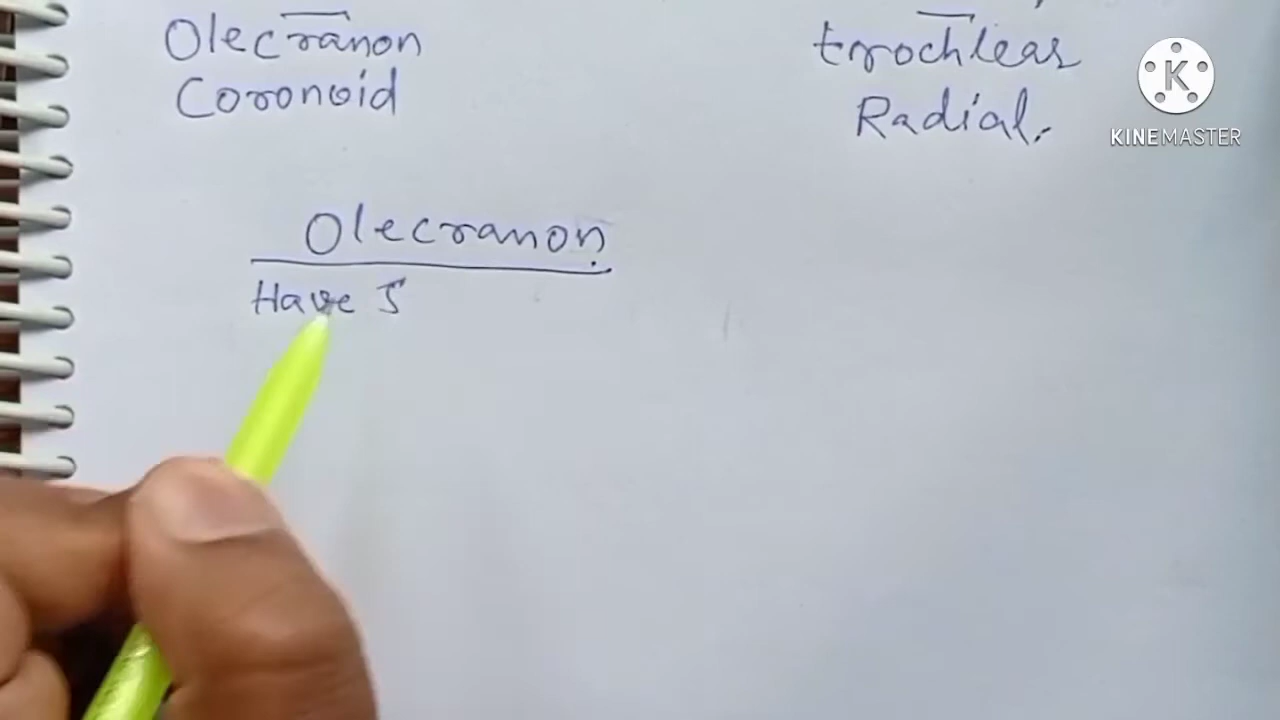 Olecranon
Coronoid
trochlear
Radial.
Olecranon
Have 5
K
KINEMASTER